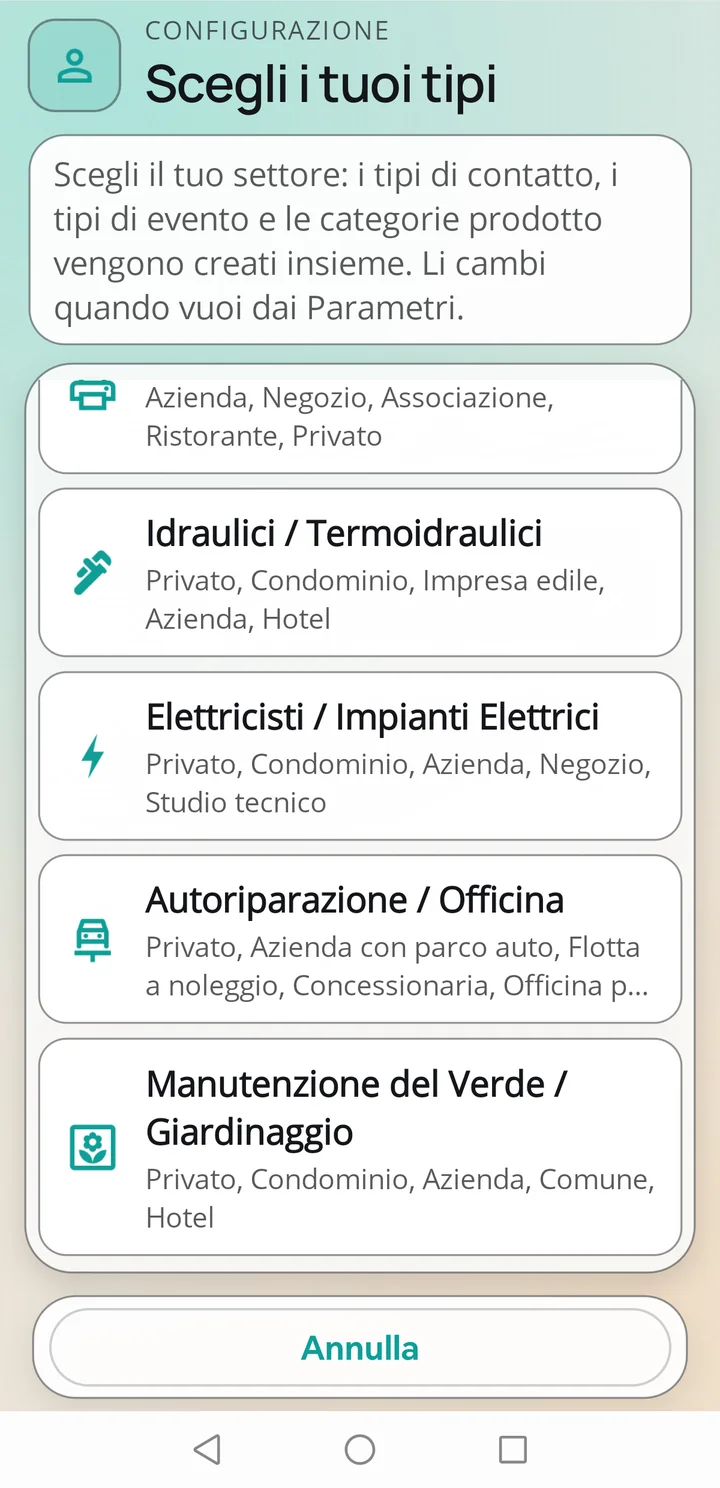 CONFIGURAZIONE
Scegli i tuoi tipi
Scegli il tuo settore: i tipi di contatto, i
tipi di evento e le categorie prodotto
vengono creati insieme. Li cambi
quando vuoi dai Parametri.
Azienda, Negozio, Associazione,
Ristorante, Privato
Idraulici / Termoidraulici
Privato, Condominio, Impresa edile,
Azienda, Hotel
Elettricisti / Impianti Elettrici
Privato, Condominio, Azienda, Negozio,
Studio tecnico
Autoriparazione / Officina
Privato, Azienda con parco auto, Flotta
a noleggio, Concessionaria, Officina p...
Manutenzione del Verde /
Giardinaggio
Privato, Condominio, Azienda, Comune,
Hotel
Annulla